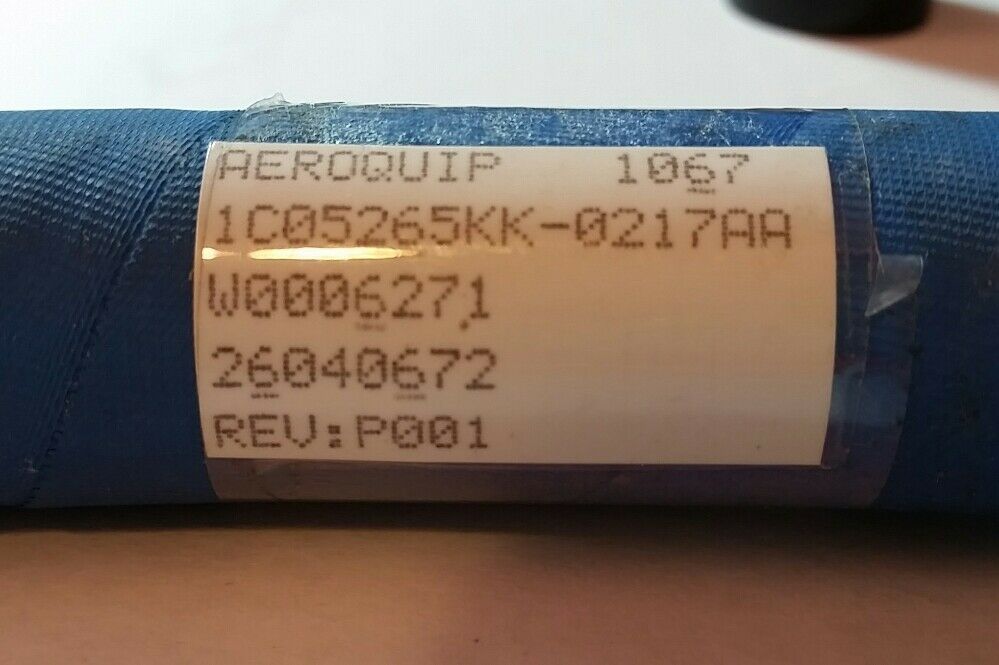 AEROQUIP 1067
1C05265KK-0217AA
W0006271
26040672
REV:P001